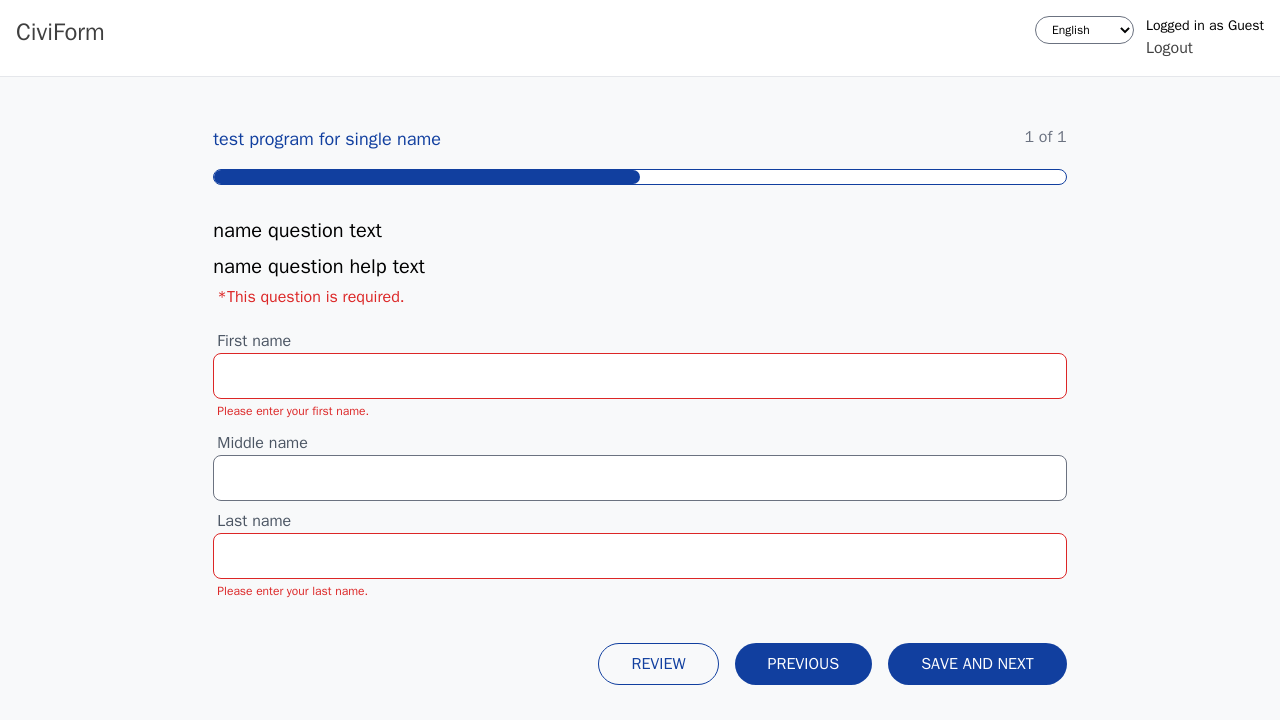 CiviForm
English
Logged in as Guest
Logout
test program for single name
1 of 1
name question text
name question help text
*This question is required.
First name
Please enter your first name.
Middle name
Last name
Please enter your last name.
REVIEW
PREVIOUS
SAVE AND NEXT